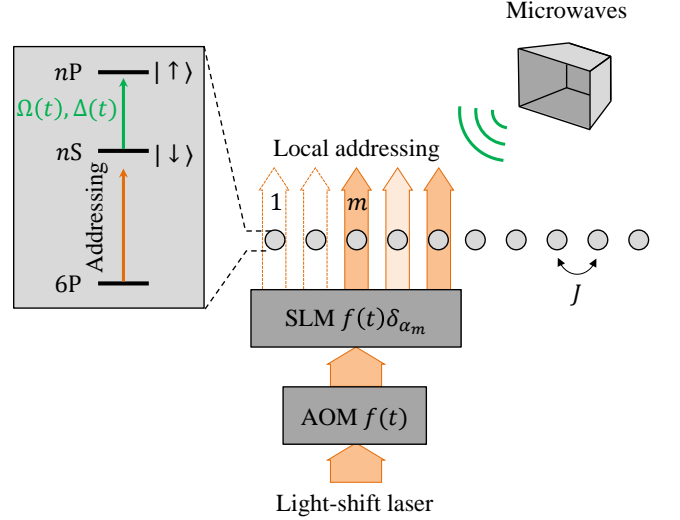 Microwaves
nP
| ↑ ⟩
Ω(t), Δ(t)
nS
| ↓ ⟩
Addressing
6P
Local addressing
1
m
J
SLM f(t)δ_{α_m}
AOM f(t)
Light-shift laser